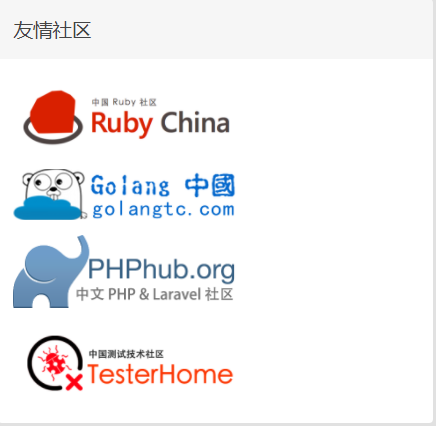 友情社区
中国 Ruby 社区
Ruby China
Golang 中國
golangtc.com
PHPhub.org
中文 PHP & Laravel 社区
中国测试技术社区
TesterHome